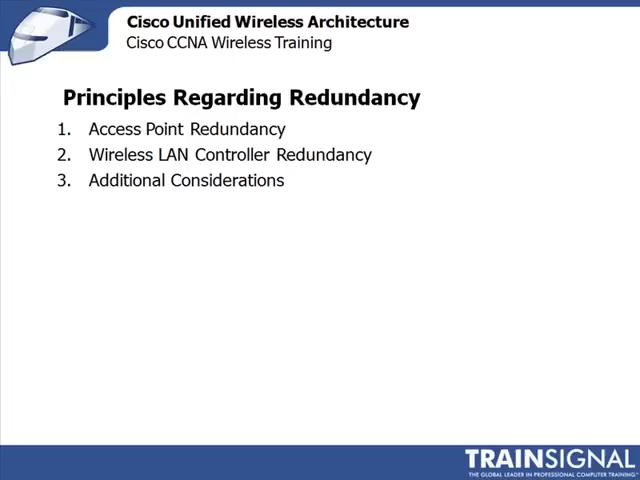 Cisco Unified Wireless Architecture
Cisco CCNA Wireless Training
Principles Regarding Redundancy
1. Access Point Redundancy
2. Wireless LAN Controller Redundancy
3. Additional Considerations
TRAINSIGNAL
THE GLOBAL LEADER IN PROFESSIONAL COMPUTER TRAINING